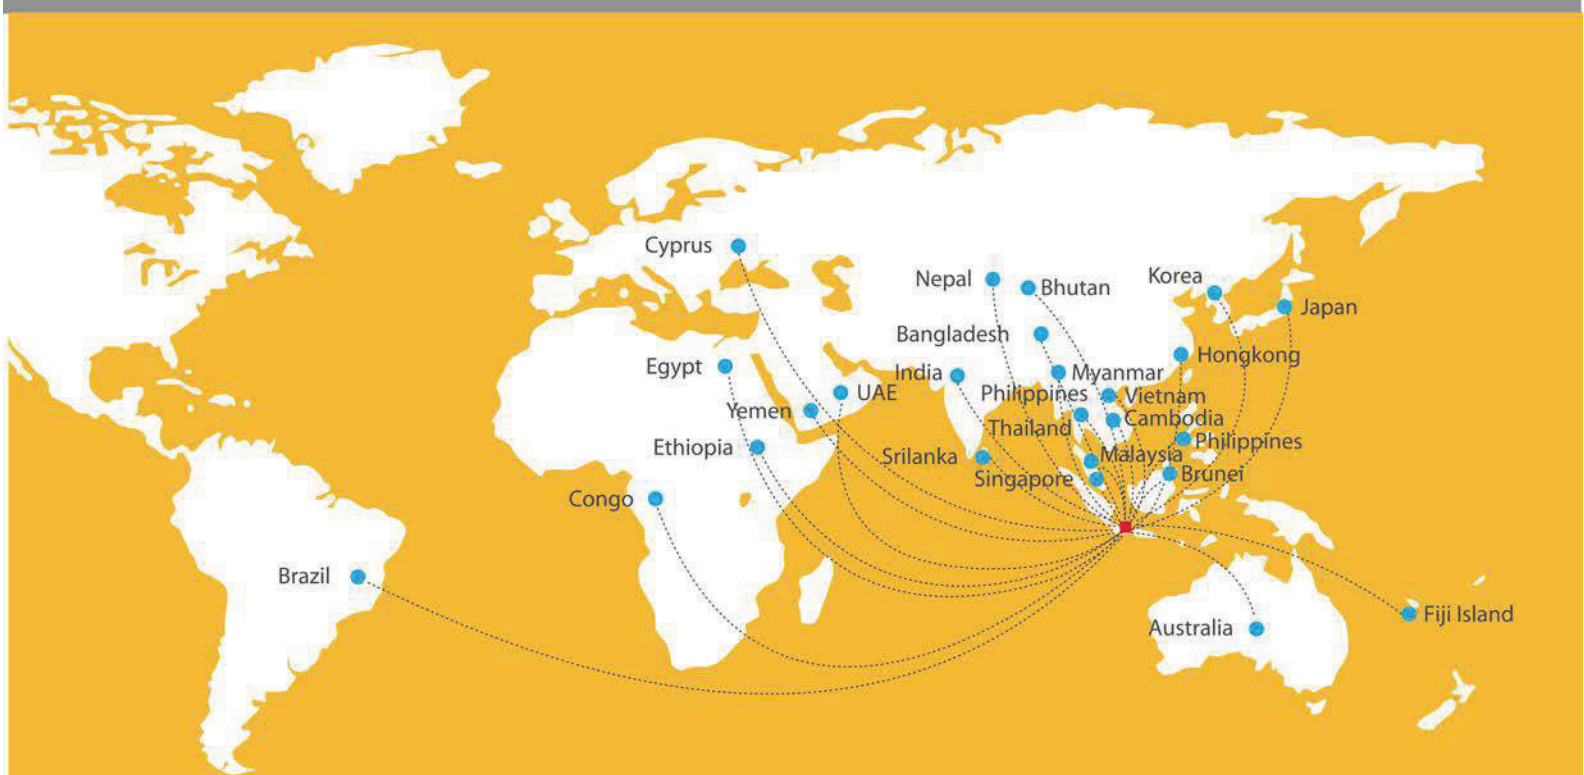 Cyprus
Nepal
Bhutan
Korea
Japan
Bangladesh
Hongkong
Egypt
India
Myanmar
UAE
Philippines
Vietnam
Yemen
Thailand
Cambodia
Ethiopia
Philippines
Srilanka
Malaysia
Singapore
Brunei
Congo
Brazil
Fiji Island
Australia